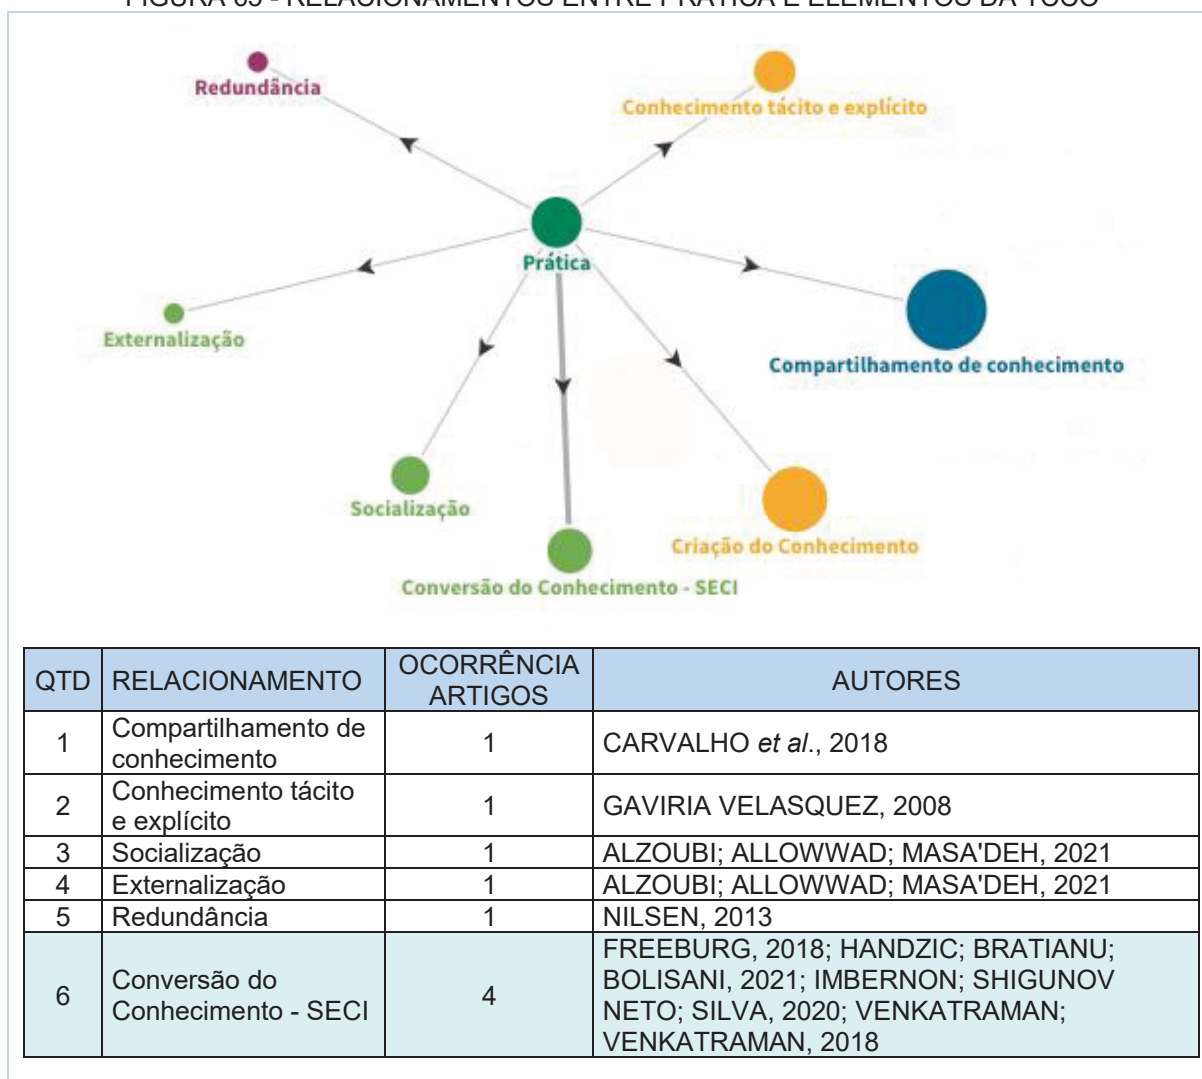 Redundância
Conhecimento tácito e explícito
Prática
Externalização
Compartilhamento de conhecimento
Socialização
Criação do Conhecimento
Conversão do Conhecimento - SECI
QTD RELACIONAMENTO OCORRÊNCIA ARTIGOS AUTORES
1 Compartilhamento de conhecimento 1 CARVALHO et al., 2018
2 Conhecimento tácito e explícito 1 GAVIRIA VELASQUEZ, 2008
3 Socialização 1 ALZOUBI; ALLOWWAD; MASA'DEH, 2021
4 Externalização 1 ALZOUBI; ALLOWWAD; MASA'DEH, 2021
5 Redundância 1 NILSEN, 2013
6 Conversão do Conhecimento - SECI 4 FREEBURG, 2018; HANDZIC; BRATIANU;
BOLISANI, 2021; IMBERNON; SHIGUNOV
NETO; SILVA, 2020; VENKATRAMAN;
VENKATRAMAN, 2018